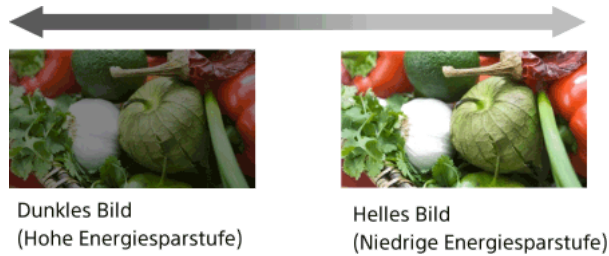 Dunkles Bild
(Hohe Energiesparstufe)
Helles Bild
(Niedrige Energiesparstufe)